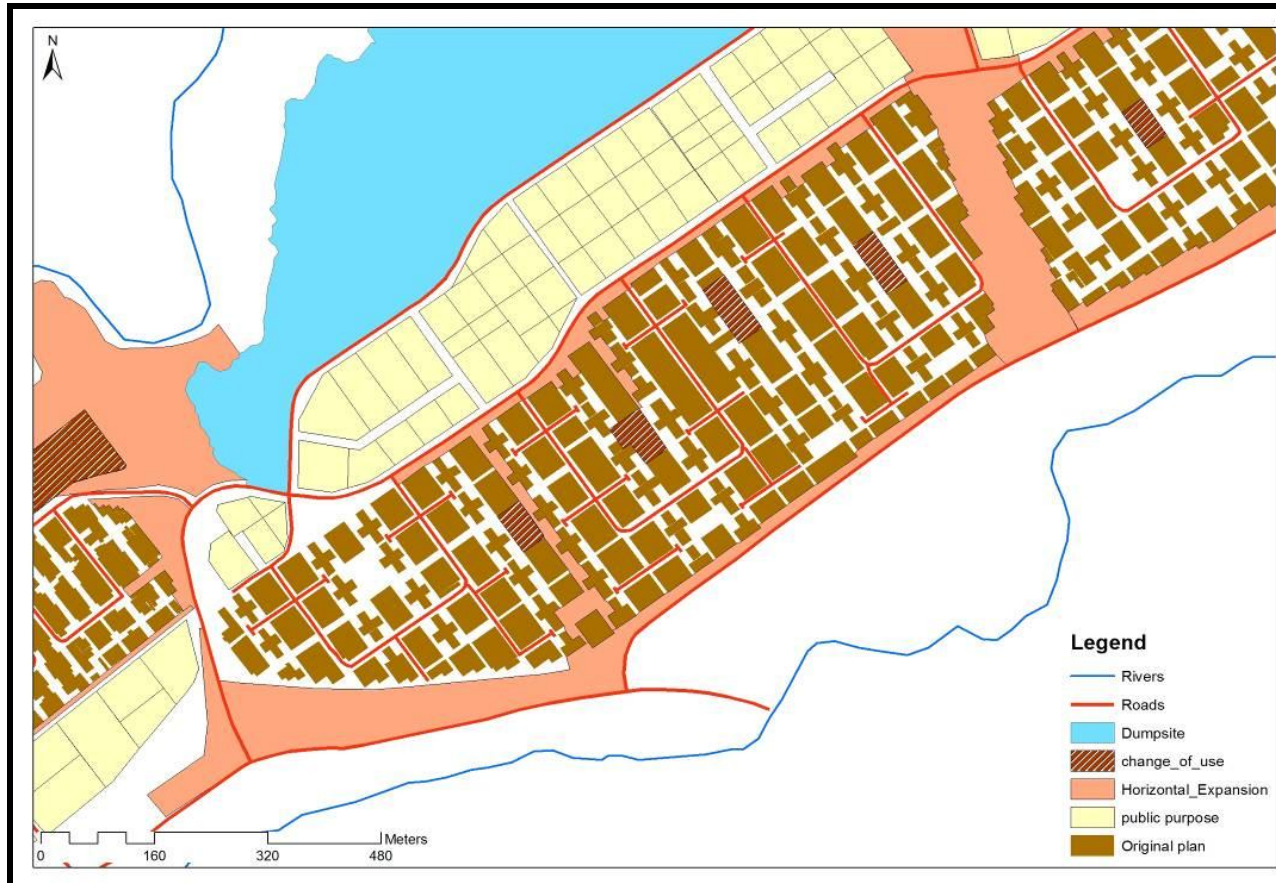 N
Legend
Rivers
Roads
Dumpsite
change_of_use
Horizontal_Expansion
public purpose
Original plan
Meters
0 160 320 480